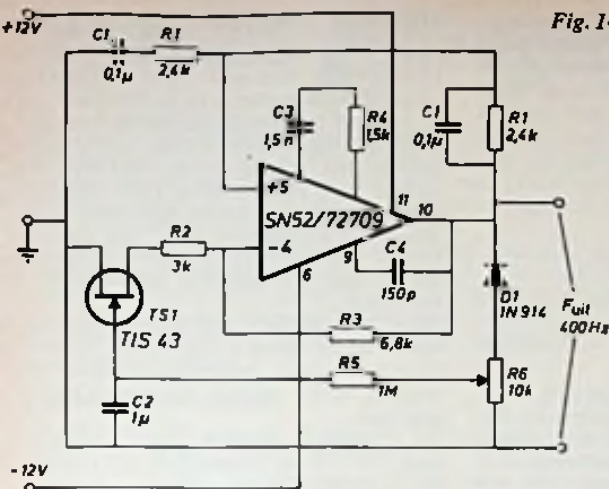 +12V
Fig. 1
C1
0,1µ
R1
2,4k
C3
1,5n
R4
1,5k
C1
0,1µ
R1
2,4k
+5
SN52/72709
11
10
-4
6
9
C4
150p
R2
3k
TS1
TIS 43
R3
6,8k
R5
1M
D1
1N914
R6
10k
Fuit
400Hz
C2
1µ
-12V